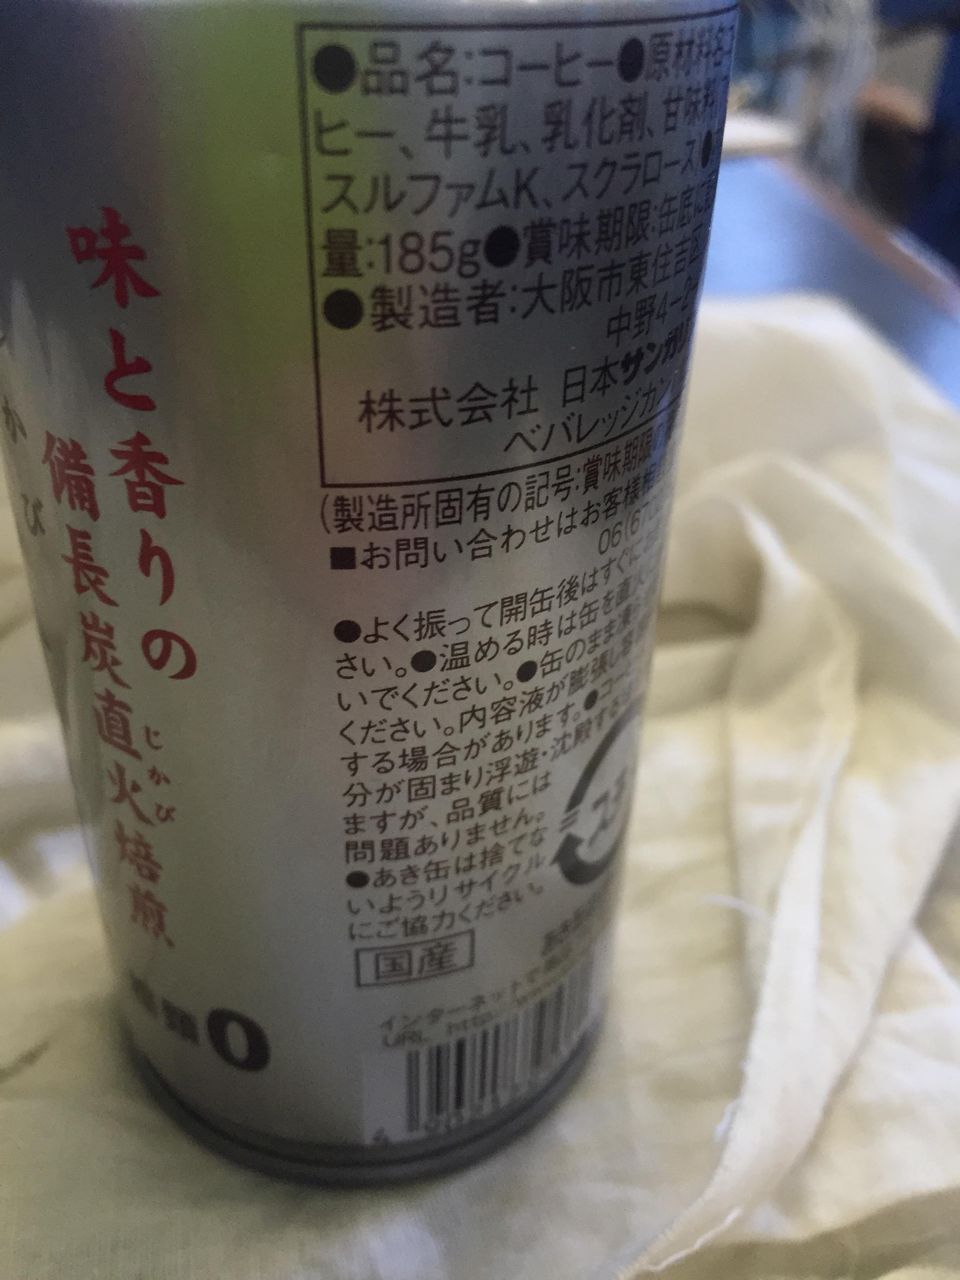 味と香りの
備長炭直火焙煎
じかび
0
●品名:コーヒー●原材料名
ヒー、牛乳、乳化剤、甘味料
スルファムK、スクラロース●
量:185g●賞味期限:缶底に
●製造者:大阪市東住吉区
中野4-2
株式会社 日本サンガリア
ベバレッジカン
(製造所固有の記号:賞味期限
■お問い合わせはお客様相
06(67
●よく振って開缶後はすぐに
さい。●温める時は缶を直火
いでください。●缶のまま凍
ください。内容液が膨張し
する場合があります。●コー
分が固まり浮遊・沈殿する
ますが、品質には
問題ありません。
●あき缶は捨てな
いようリサイクル
にご協力ください。
国産
インターネットで
URL http://www